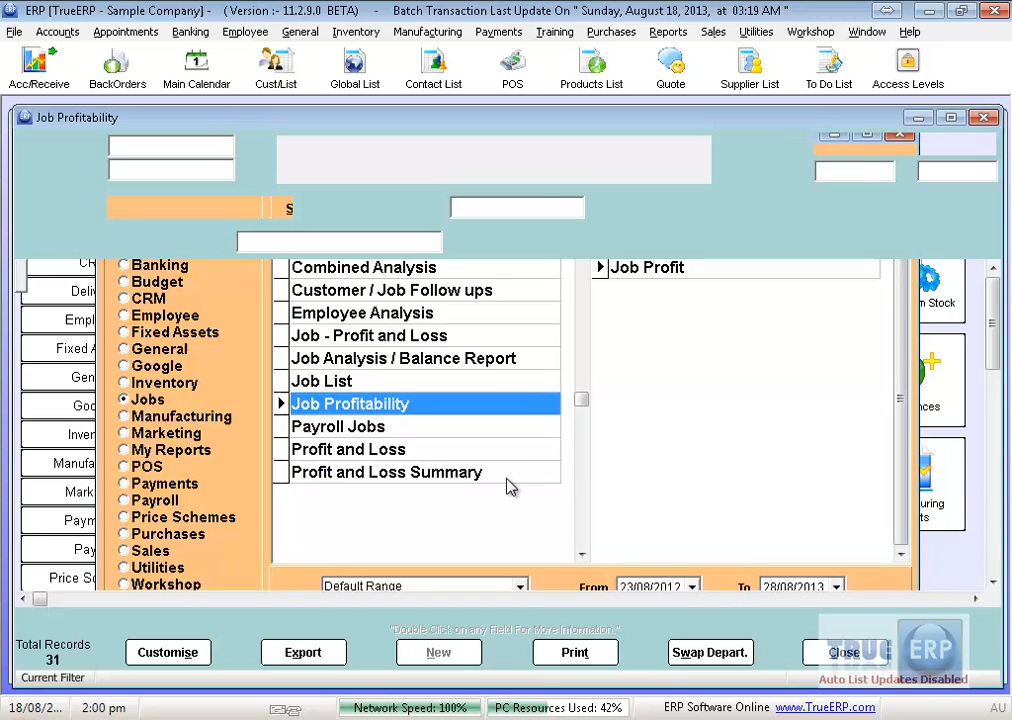 ERP [TrueERP - Sample Company] - ( Version :- 11.2.9.0 BETA) - Batch Transaction Last Update On " Sunday, August 18, 2013, at 03:19 AM "
File Accounts Appointments Banking Employee General Inventory Manufacturing Payments Training Purchases Reports Sales Utilities Workshop Window Help
Acc/Receive BackOrders Main Calendar Cust/List Global List Contact List POS Products List Quote Supplier List To Do List Access Levels
Job Profitability
S
Banking
Budget
CRM
Employee
Fixed Assets
General
Google
Inventory
Jobs
Manufacturing
Marketing
My Reports
POS
Payments
Payroll
Price Schemes
Purchases
Sales
Utilities
Workshop
Combined Analysis
Customer / Job Follow ups
Employee Analysis
Job - Profit and Loss
Job Analysis / Balance Report
Job List
Job Profitability
Payroll Jobs
Profit and Loss
Profit and Loss Summary
Job Profit
Default Range From 23/08/2012 To 28/08/2013
"Double Click on any Field For More Information."
Total Records
31
Customise Export New Print Swap Depart. Close
TRUE ERP
Auto List Updates Disabled
Current Filter
18/08/2... 2:00 pm Network Speed: 100% PC Resources Used: 42% ERP Software Online www.TrueERP.com AU